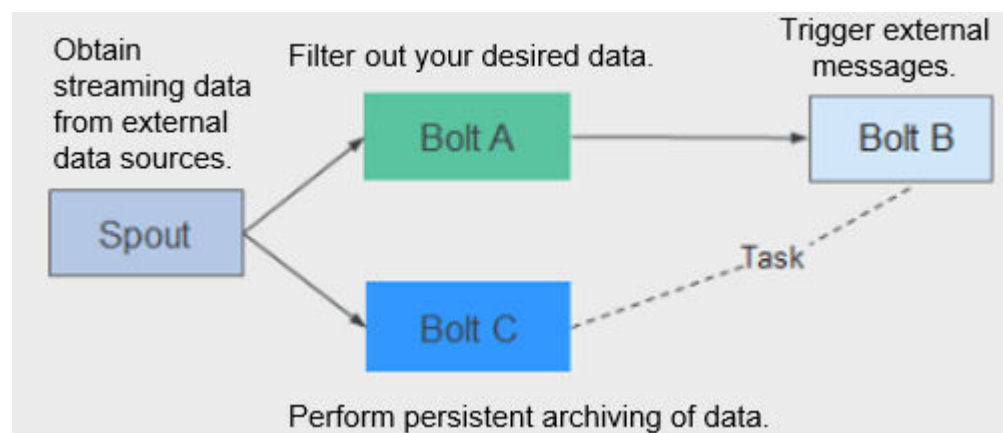 Obtain
streaming data
from external
data sources.
Filter out your desired data.
Trigger external
messages.
Bolt A
Bolt B
Spout
Task
Bolt C
Perform persistent archiving of data.